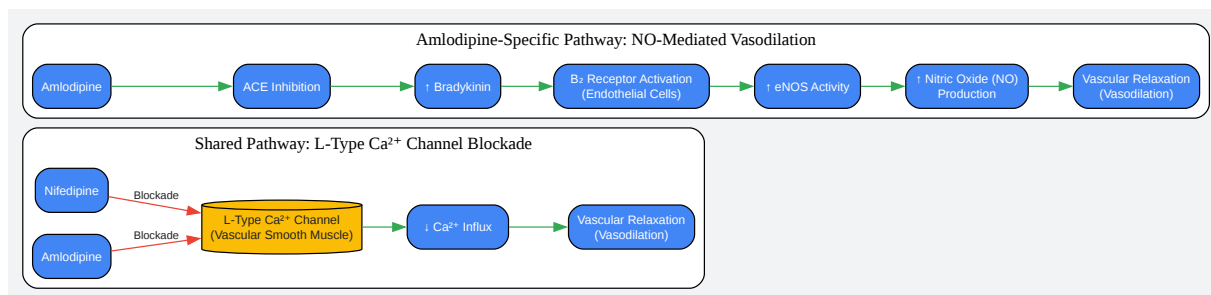 Amlodipine-Specific Pathway: NO-Mediated Vasodilation
Amlodipine
ACE Inhibition
↑ Bradykinin
B₂ Receptor Activation
(Endothelial Cells)
↑ eNOS Activity
↑ Nitric Oxide (NO)
Production
Vascular Relaxation
(Vasodilation)
Shared Pathway: L-Type Ca²⁺ Channel Blockade
Nifedipine
Blockade
Amlodipine
Blockade
L-Type Ca²⁺ Channel
(Vascular Smooth Muscle)
↓ Ca²⁺ Influx
Vascular Relaxation
(Vasodilation)